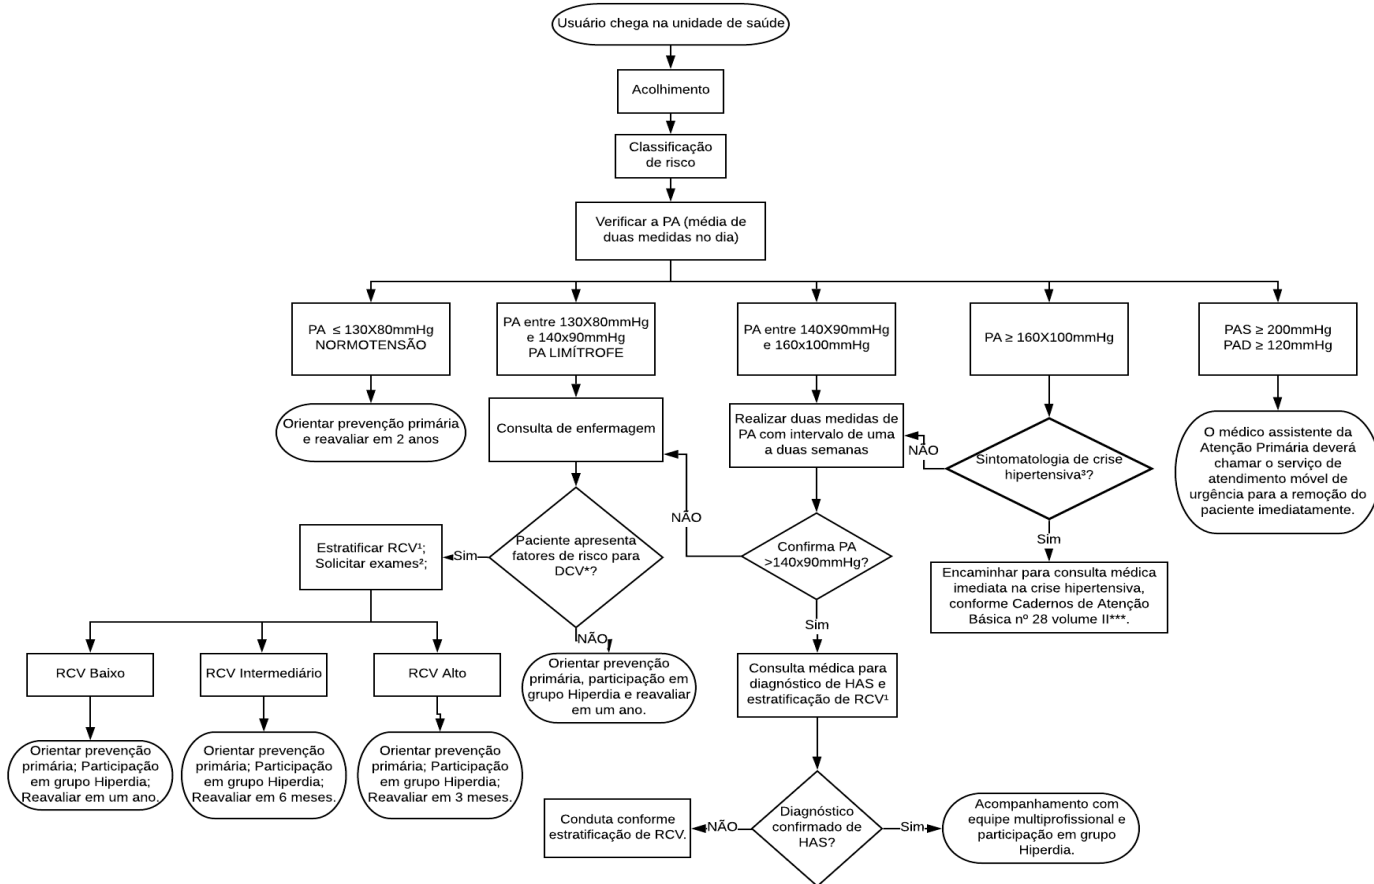 Usuário chega na unidade de saúde
Acolhimento
Classificação
de risco
Verificar a PA (média de
duas medidas no dia)
PA ≤ 130X80mmHg
NORMOTENSÃO
PA entre 130X80mmHg
e 140x90mmHg
PA LIMÍTROFE
PA entre 140X90mmHg
e 160x100mmHg
PA ≥ 160X100mmHg
PAS ≥ 200mmHg
PAD ≥ 120mmHg
Orientar prevenção primária
e reavaliar em 2 anos
Consulta de enfermagem
Realizar duas medidas de
PA com intervalo de uma
a duas semanas
NÃO
Sintomatologia de crise
hipertensiva³?
O médico assistente da
Atenção Primária deverá
chamar o serviço de
atendimento móvel de
urgência para a remoção do
paciente imediatamente.
NÃO
Sim
Estratificar RCV¹;
Solicitar exames²;
Sim
Paciente apresenta
fatores de risco para
DCV*?
Confirma PA
>140x90mmHg?
Encaminhar para consulta médica
imediata na crise hipertensiva,
conforme Cadernos de Atenção
Básica nº 28 volume II***.
NÃO
Sim
RCV Baixo
RCV Intermediário
RCV Alto
Orientar prevenção
primária, participação em
grupo Hiperdia e reavaliar
em um ano.
Consulta médica para
diagnóstico de HAS e
estratificação de RCV¹
Orientar prevenção
primária; Participação
em grupo Hiperdia;
Reavaliar em um ano.
Orientar prevenção
primária; Participação
em grupo Hiperdia;
Reavaliar em 6 meses.
Orientar prevenção
primária; Participação
em grupo Hiperdia;
Reavaliar em 3 meses.
Conduta conforme
estratificação de RCV.
NÃO
Diagnóstico
confirmado de
HAS?
Sim
Acompanhamento com
equipe multiprofissional e
participação em grupo
Hiperdia.